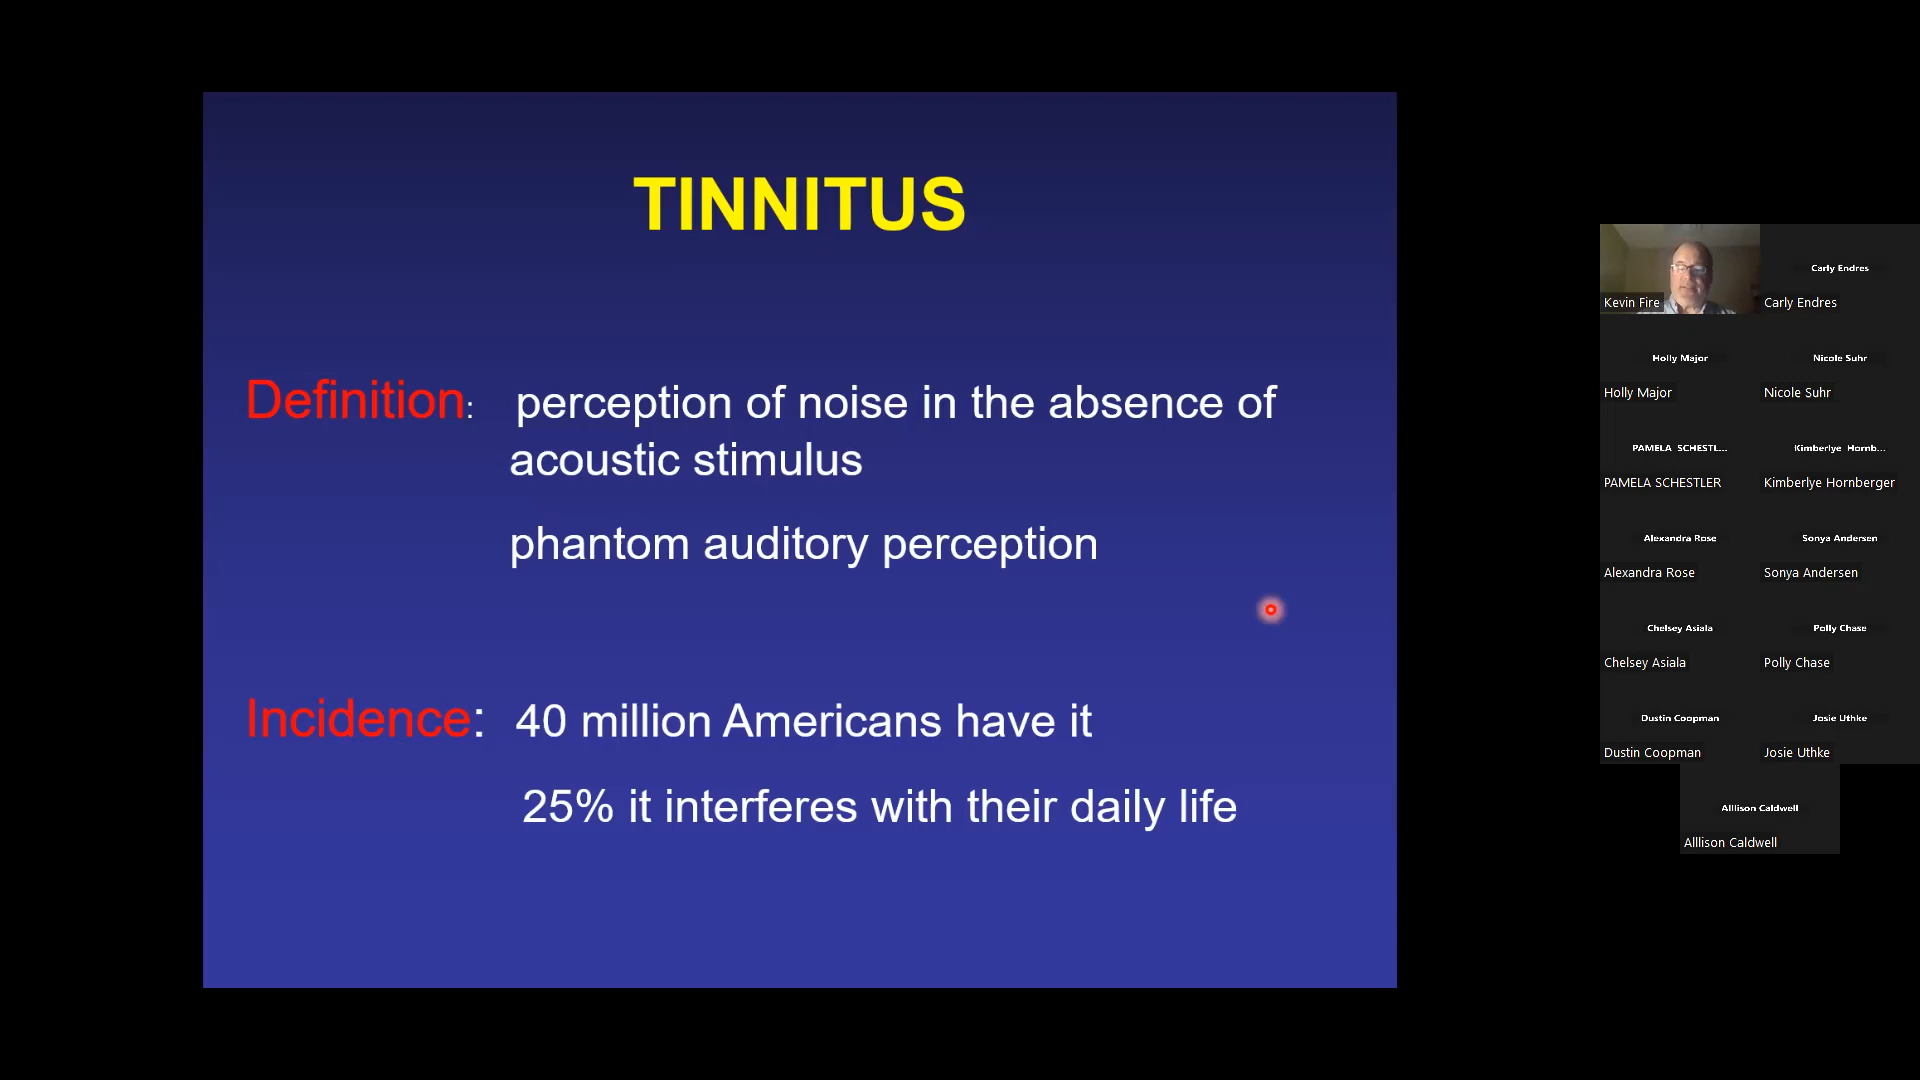 TINNITUS
Definition: perception of noise in the absence of
acoustic stimulus
phantom auditory perception
Incidence: 40 million Americans have it
25% it interferes with their daily life
Kevin Fire
Carly Endres
Carly Endres
Holly Major
Holly Major
Nicole Suhr
Nicole Suhr
PAMELA SCHESTL...
PAMELA SCHESTLER
Kimberlye Hornb...
Kimberlye Hornberger
Alexandra Rose
Alexandra Rose
Sonya Andersen
Sonya Andersen
Chelsey Asiala
Chelsey Asiala
Polly Chase
Polly Chase
Dustin Coopman
Dustin Coopman
Josie Uthke
Josie Uthke
Alllison Caldwell
Alllison Caldwell